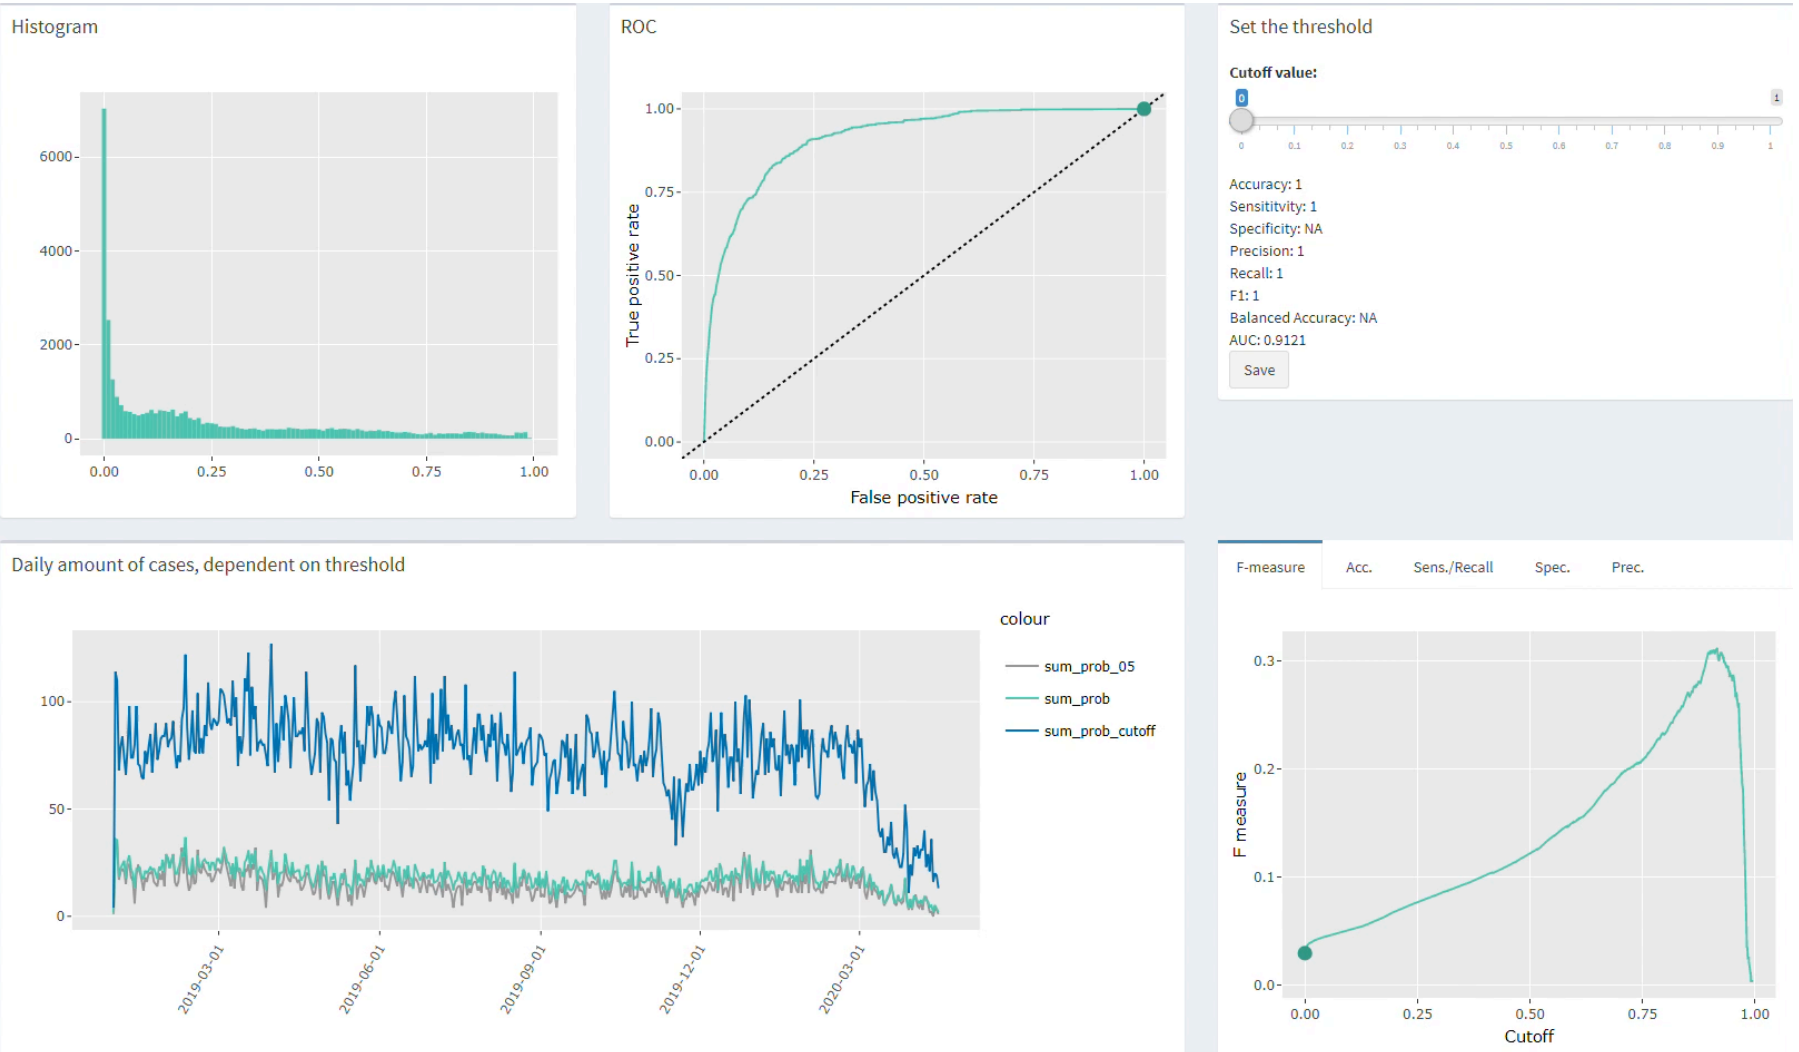 Histogram
6000
4000
2000
0
0.00 0.25 0.50 0.75 1.00
ROC
True positive rate
1.00
0.75
0.50
0.25
0.00
0.00 0.25 0.50 0.75 1.00
False positive rate
Set the threshold
Cutoff value:
0 1
0 0.1 0.2 0.3 0.4 0.5 0.6 0.7 0.8 0.9 1
Accuracy: 1
Sensititvity: 1
Specificity: NA
Precision: 1
Recall: 1
F1: 1
Balanced Accuracy: NA
AUC: 0.9121
Save
Daily amount of cases, dependent on threshold
100
50
0
2019-03-01 2019-06-01 2019-09-01 2019-12-01 2020-03-01
colour
sum_prob_05
sum_prob
sum_prob_cutoff
F-measure Acc. Sens./Recall Spec. Prec.
F measure
0.3
0.2
0.1
0.0
0.00 0.25 0.50 0.75 1.00
Cutoff